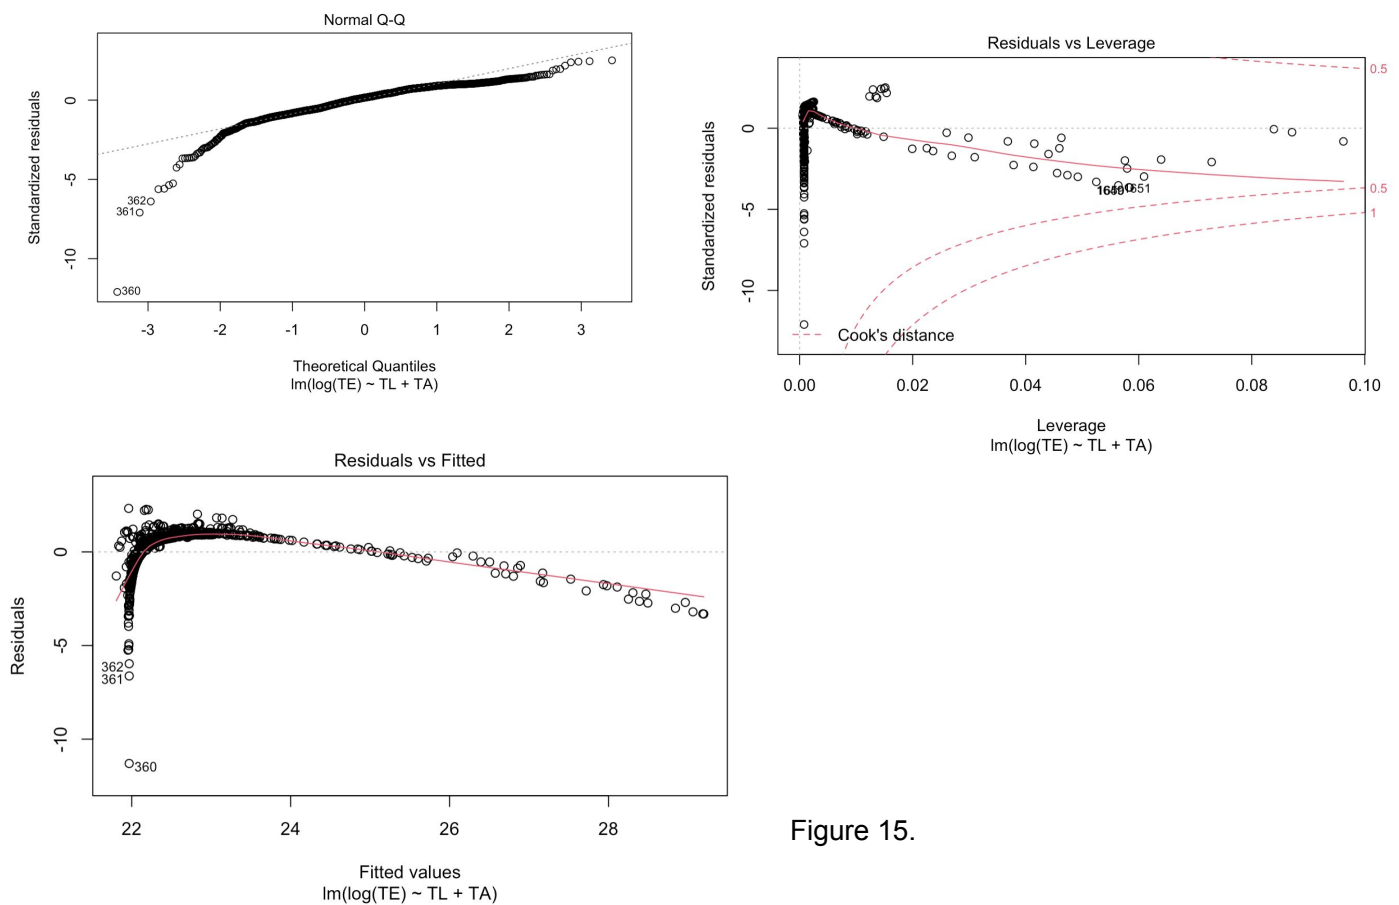 Normal Q-Q
Standardized residuals
0
-5
-10
362
361
360
-3 -2 -1 0 1 2 3
Theoretical Quantiles
lm(log(TE) ~ TL + TA)
Residuals vs Leverage
Standardized residuals
0
-5
-10
0.5
0.5
1
1651
Cook's distance
0.00 0.02 0.04 0.06 0.08 0.10
Leverage
lm(log(TE) ~ TL + TA)
Residuals vs Fitted
Residuals
0
-5
-10
362
361
360
22 24 26 28
Fitted values
lm(log(TE) ~ TL + TA)
Figure 15.